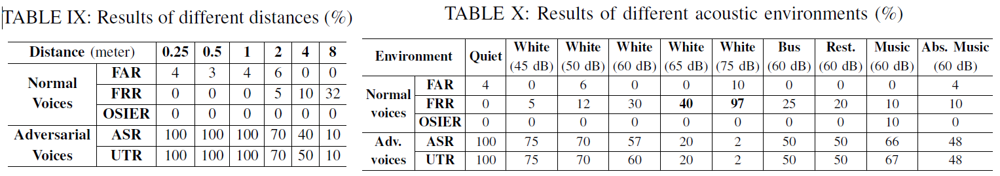 TABLE IX: Results of different distances (%)
Distance (meter) 0.25 0.5 1 2 4 8
Normal Voices FAR 4 3 4 6 0 0
FRR 0 0 0 5 10 32
OSIER 0 0 0 0 0 0
Adversarial Voices ASR 100 100 100 70 40 10
UTR 100 100 100 70 50 10
TABLE X: Results of different acoustic environments (%)
Environment Quiet White (45 dB) White (50 dB) White (60 dB) White (65 dB) White (75 dB) Bus (60 dB) Rest. (60 dB) Music (60 dB) Abs. Music (60 dB)
Normal voices FAR 4 0 6 0 0 10 0 0 0 4
FRR 0 5 12 30 40 97 25 20 10 10
OSIER 0 0 0 0 0 0 0 0 10 0
Adv. voices ASR 100 75 70 57 20 2 50 50 66 48
UTR 100 75 70 60 20 2 50 50 67 48